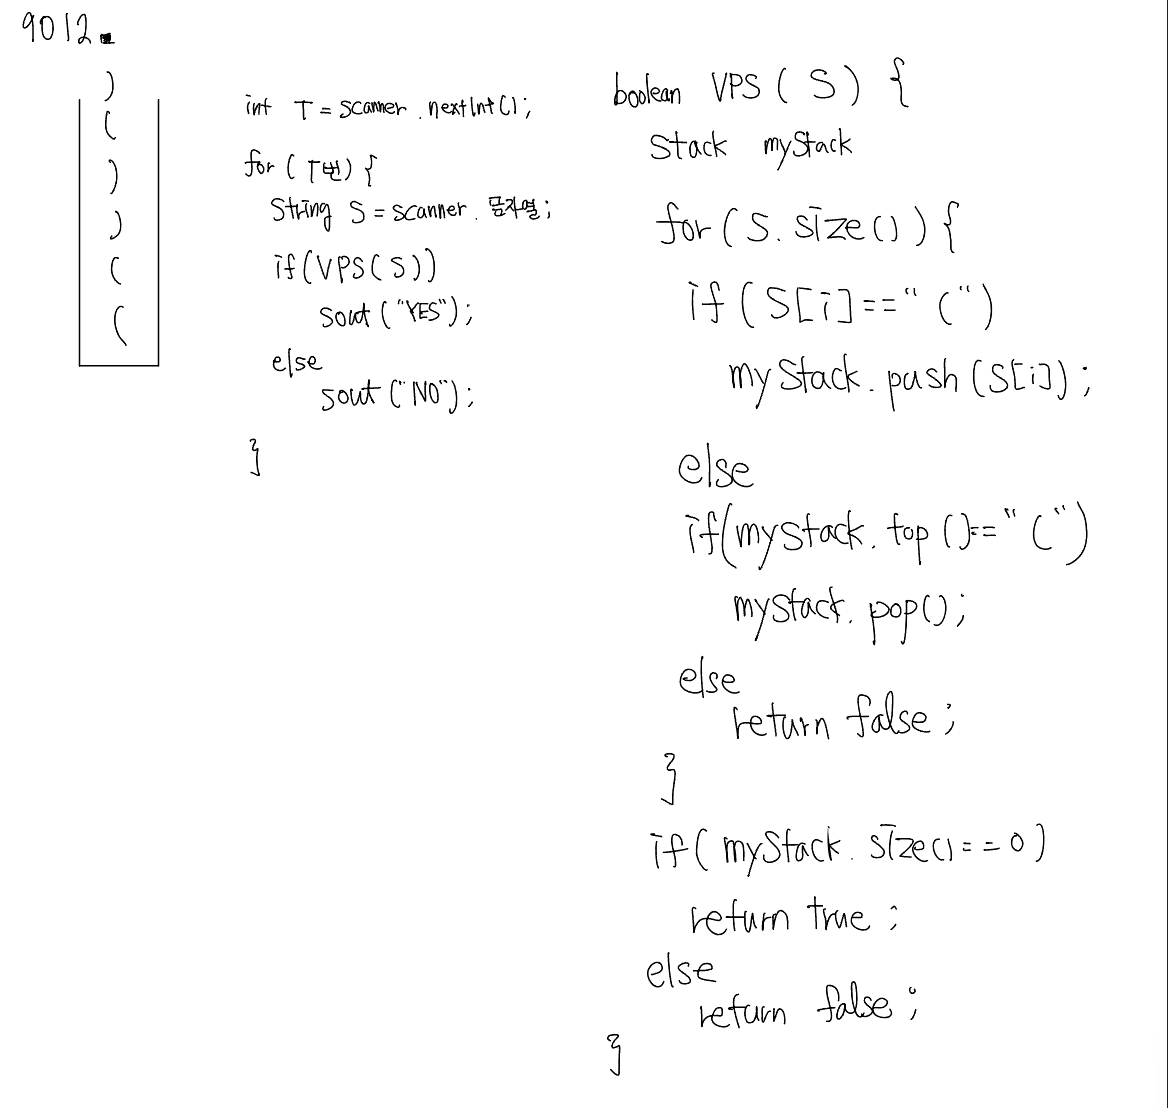 9012.
)
(
)
)
(
(
int T = scanner.nextInt();
for (T번) {
String S = scanner.문자열;
if(VPS(S))
sout("YES");
else
sout("NO");
}
boolean VPS(S) {
Stack myStack
for(S.size()){
if(S[i]=="(")
myStack.push(S[i]);
else
if(myStack.top()=="(")
myStack.pop();
else
return false;
}
if(myStack.size()==0)
return true;
else
return false;
}